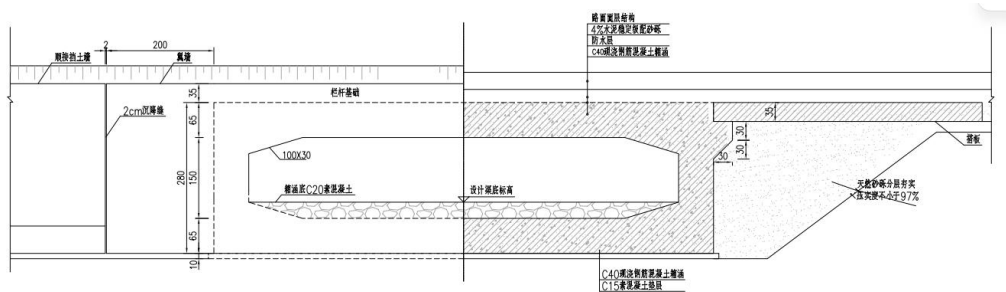 路面面层结构
4%水泥稳定级配砂砾
防水层
C40现浇钢筋混凝土箱涵
顺接挡土墙
2
200
翼墙
35
栏杆基础
2cm沉降缝
65
35
30
30
30
搭板
100X30
280
150
箱涵底C20素混凝土
设计渠底标高
天然砂砾分层夯实
压实度不小于97%
65
10
C40现浇钢筋混凝土箱涵
C15素混凝土垫层